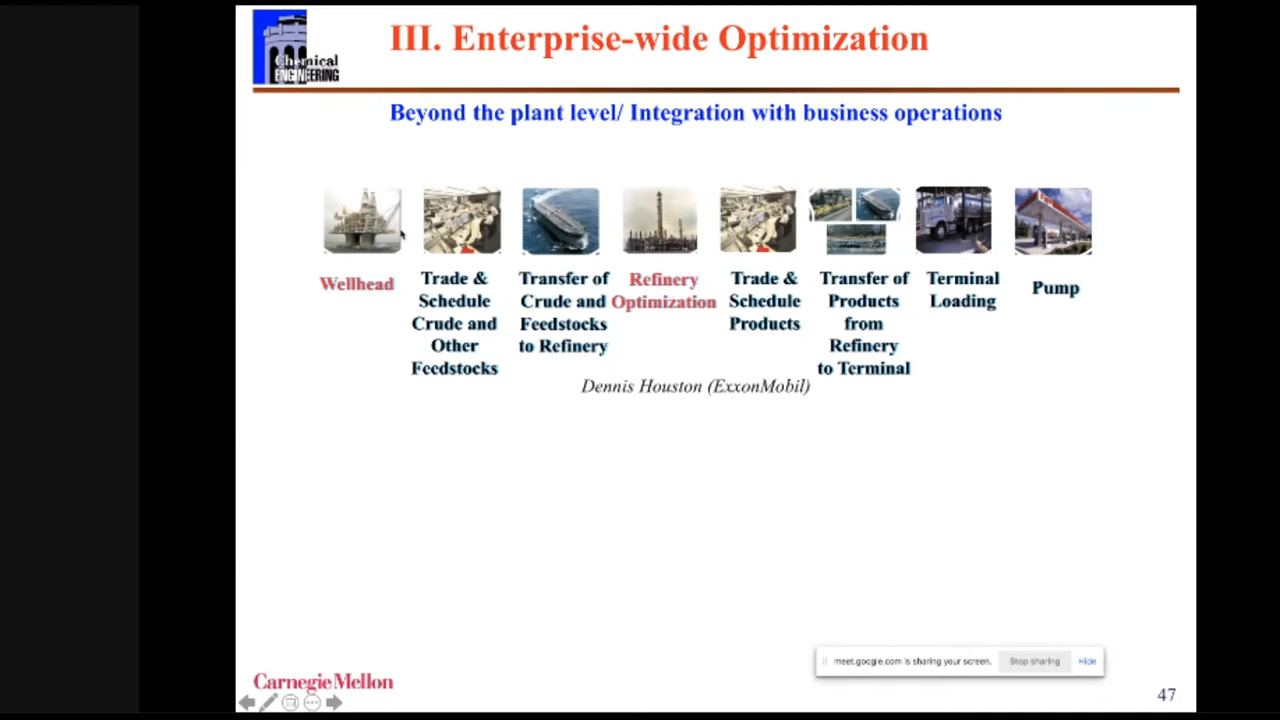 III. Enterprise-wide Optimization
Chemical
ENGINEERING
Beyond the plant level/ Integration with business operations
Wellhead
Trade &
Schedule
Crude and
Other
Feedstocks
Transfer of
Crude and
Feedstocks
to Refinery
Refinery
Optimization
Trade &
Schedule
Products
Transfer of
Products
from
Refinery
to Terminal
Terminal
Loading
Pump
Dennis Houston (ExxonMobil)
meet.google.com is sharing your screen.
Stop sharing
Hide
Carnegie Mellon
47